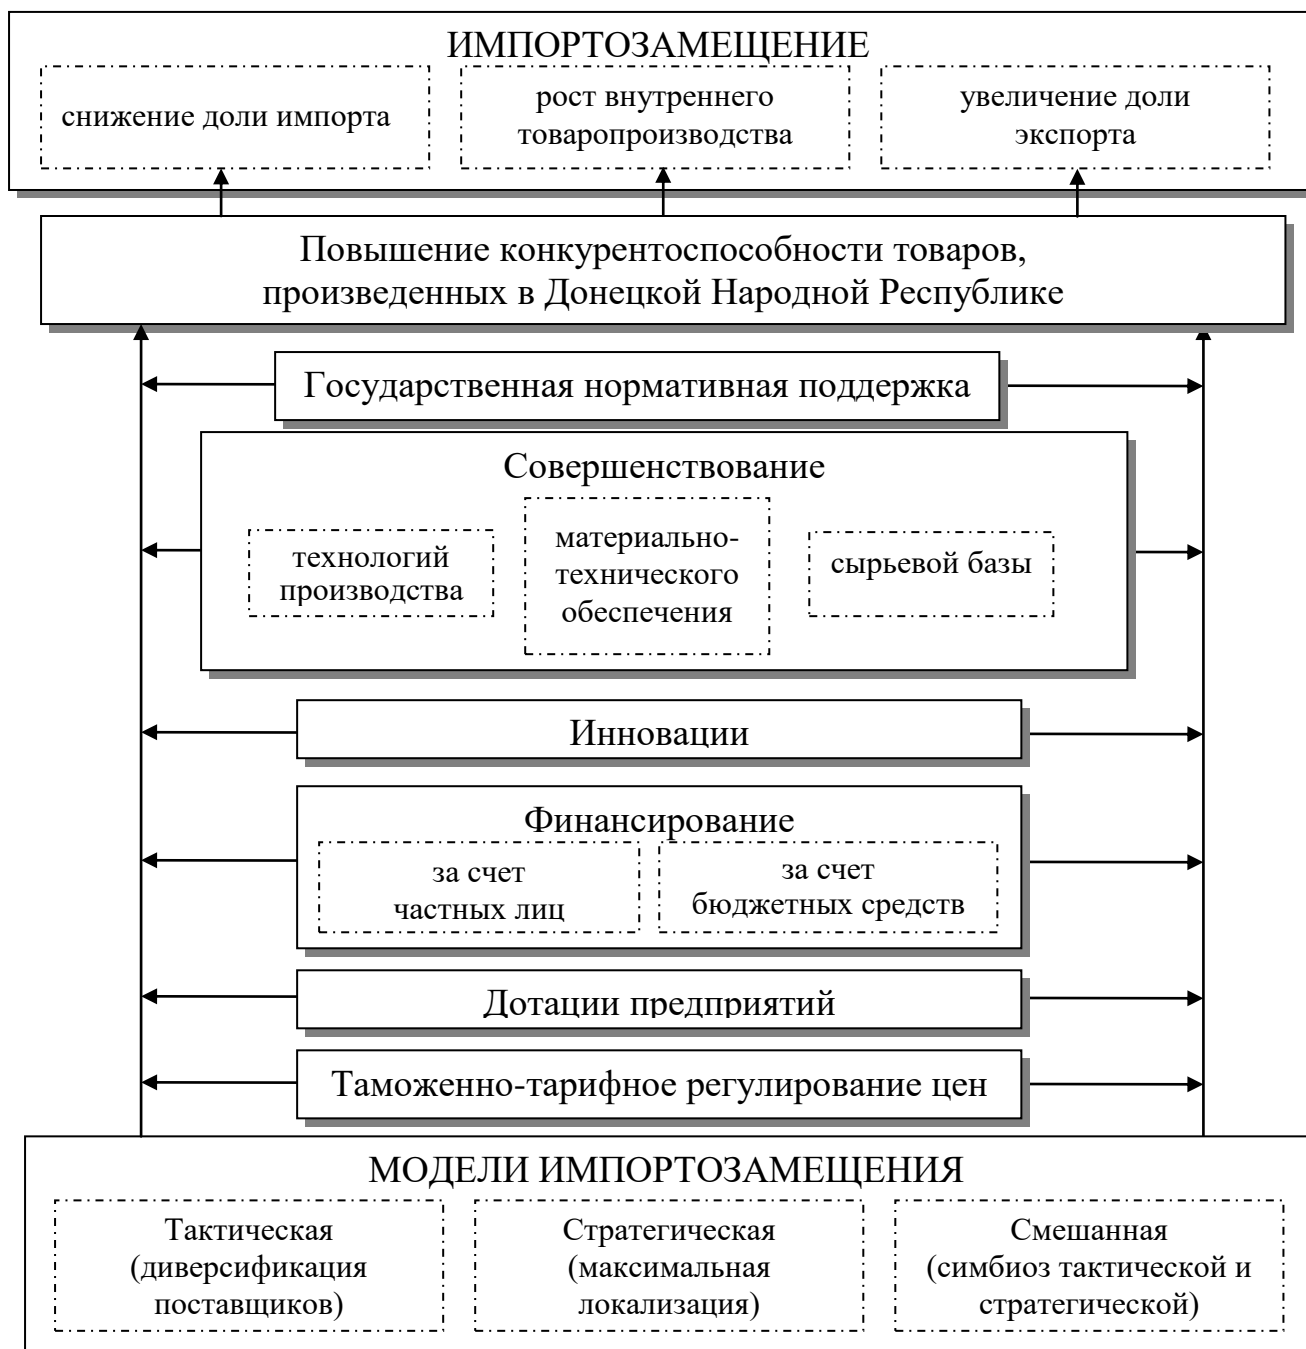 ИМПОРТОЗАМЕЩЕНИЕ
снижение доли импорта
рост внутреннего
товаропроизводства
увеличение доли
экспорта
Повышение конкурентоспособности товаров,
произведенных в Донецкой Народной Республике
Государственная нормативная поддержка
Совершенствование
технологий
производства
материально-
технического
обеспечения
сырьевой базы
Инновации
Финансирование
за счет
частных лиц
за счет
бюджетных средств
Дотации предприятий
Таможенно-тарифное регулирование цен
МОДЕЛИ ИМПОРТОЗАМЕЩЕНИЯ
Тактическая
(диверсификация
поставщиков)
Стратегическая
(максимальная
локализация)
Смешанная
(симбиоз тактической и
стратегической)